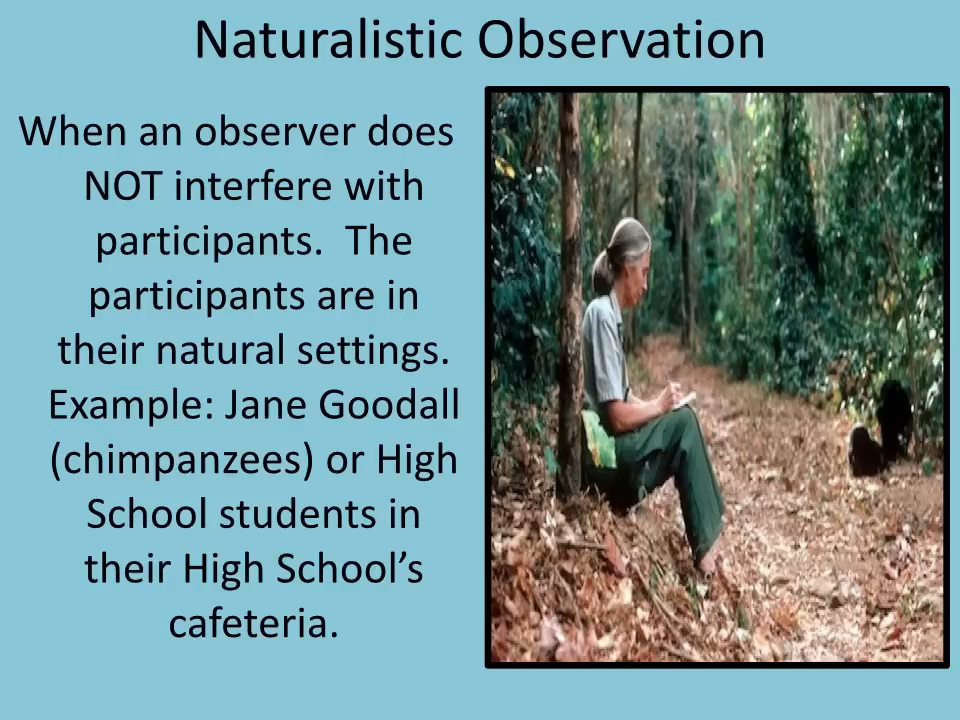 Naturalistic Observation
When an observer does
NOT interfere with
participants.  The
participants are in
their natural settings.
Example: Jane Goodall
(chimpanzees) or High
School students in
their High School’s
cafeteria.